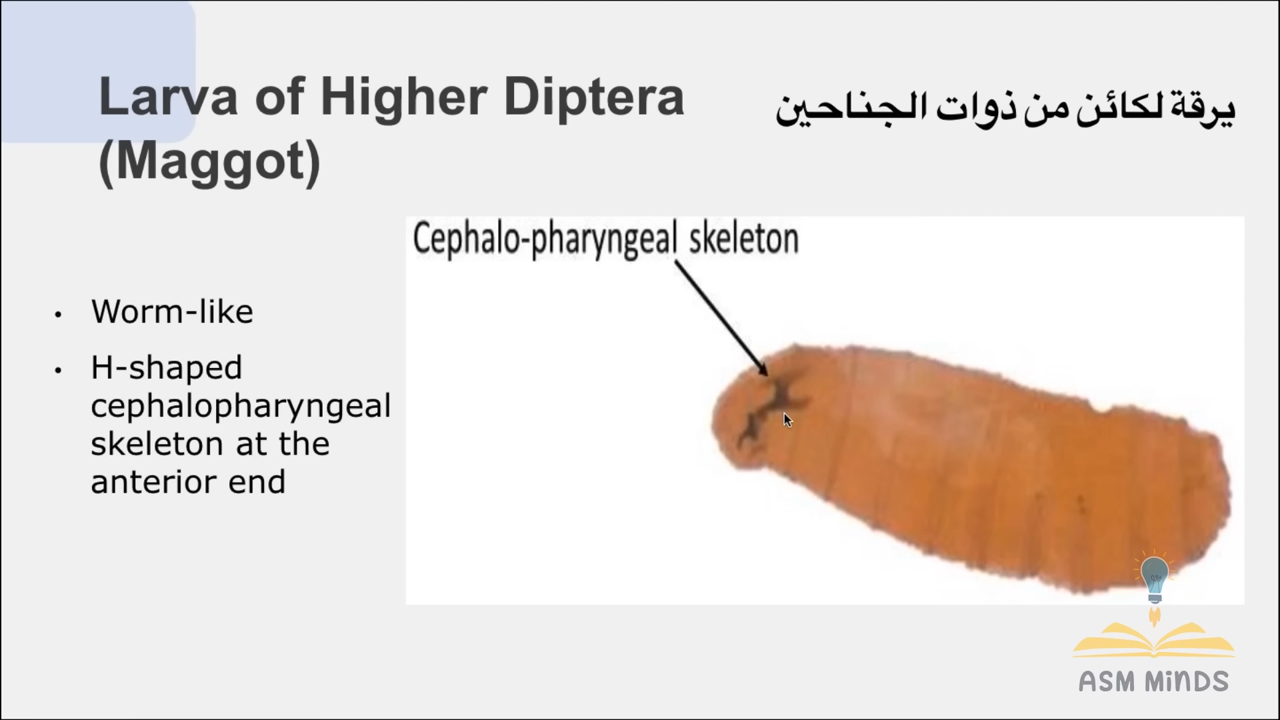 Larva of Higher Diptera
(Maggot)
يرقة لكائن من ذوات الجناحين
Cephalo-pharyngeal skeleton
• Worm-like
• H-shaped
cephalopharyngeal
skeleton at the
anterior end
ASM MiNDS